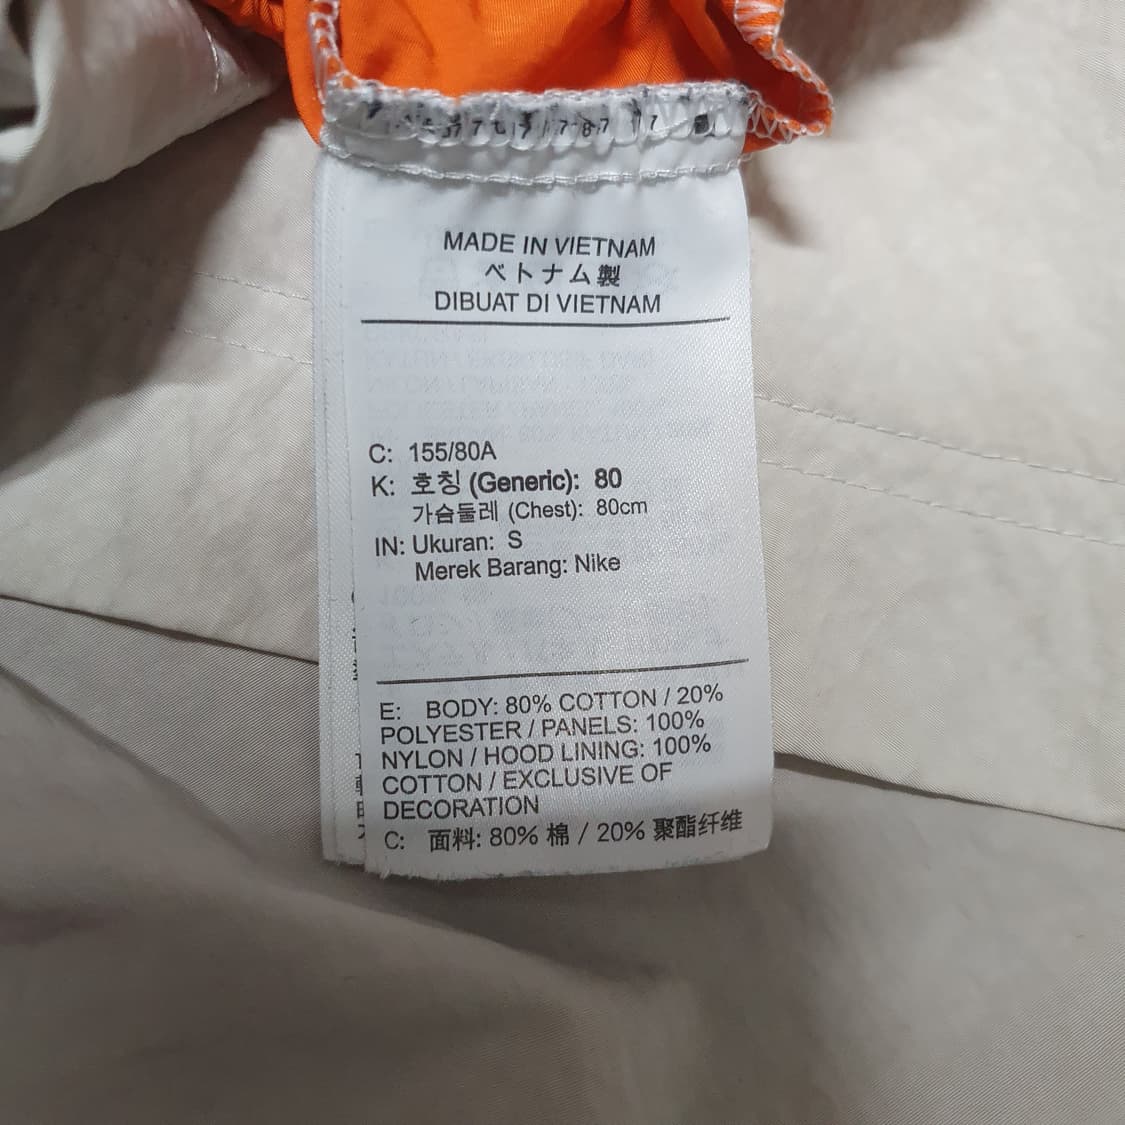 MADE IN VIETNAM
ベトナム製
DIBUAT DI VIETNAM
C: 155/80A
K: 호칭 (Generic): 80
가슴둘레 (Chest): 80cm
IN: Ukuran: S
Merek Barang: Nike
E: BODY: 80% COTTON / 20%
POLYESTER / PANELS: 100%
NYLON / HOOD LINING: 100%
COTTON / EXCLUSIVE OF
DECORATION
C: 面料: 80% 棉 / 20% 聚酯纤维